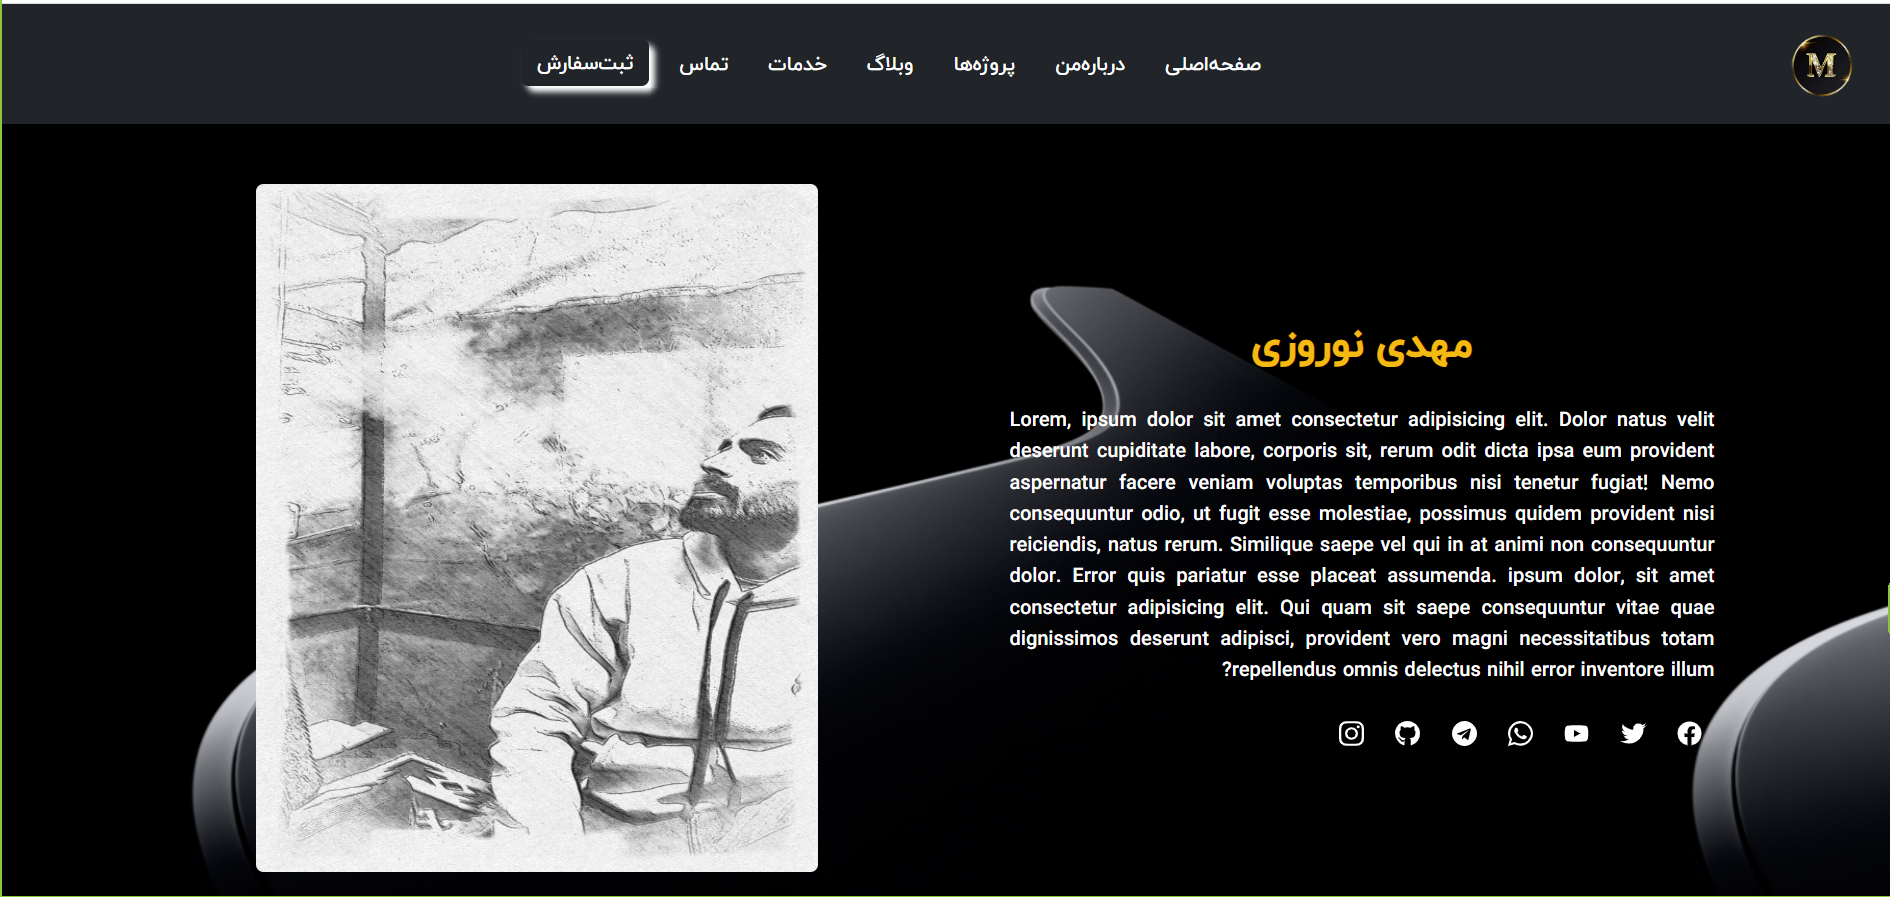 M
صفحه‌اصلی درباره‌من پروژه‌ها وبلاگ خدمات تماس ثبت‌سفارش
مهدی نوروزی
Lorem, ipsum dolor sit amet consectetur adipisicing elit. Dolor natus velit
deserunt cupiditate labore, corporis sit, rerum odit dicta ipsa eum provident
aspernatur facere veniam voluptas temporibus nisi tenetur fugiat! Nemo
consequuntur odio, ut fugit esse molestiae, possimus quidem provident nisi
reiciendis, natus rerum. Similique saepe vel qui in at animi non consequuntur
dolor. Error quis pariatur esse placeat assumenda. ipsum dolor, sit amet
consectetur adipisicing elit. Qui quam sit saepe consequuntur vitae quae
dignissimos deserunt adipisci, provident vero magni necessitatibus totam
?repellendus omnis delectus nihil error inventore illum